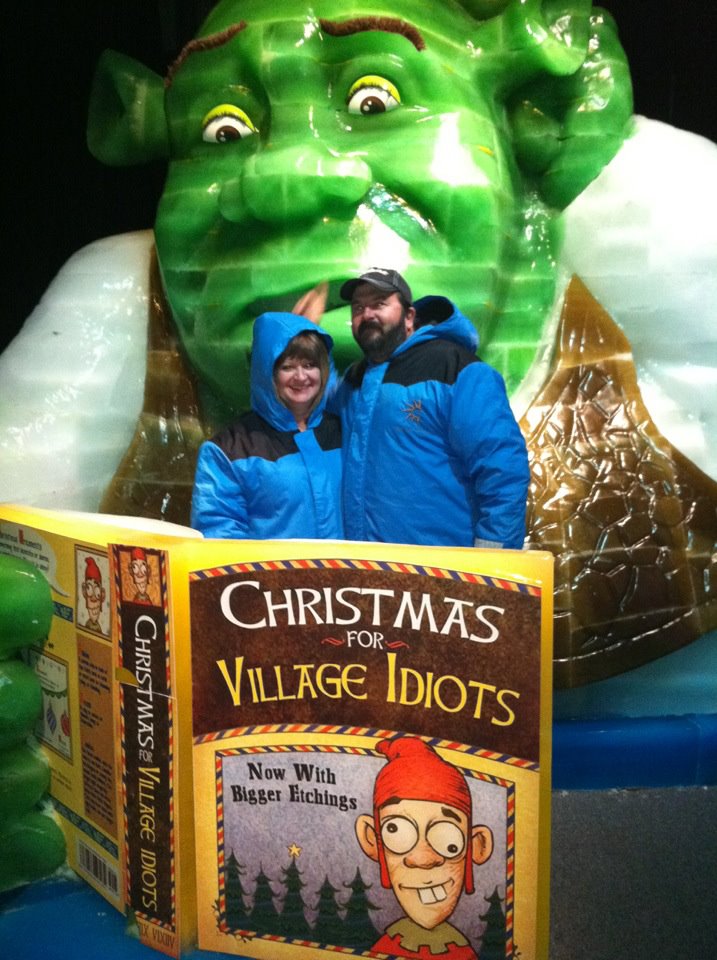 CHRISTMAS
FOR
VILLAGE IDIOTS
NOW WITH
BIGGER ETCHINGS
CHRISTMAS FOR VILLAGE IDIOTS